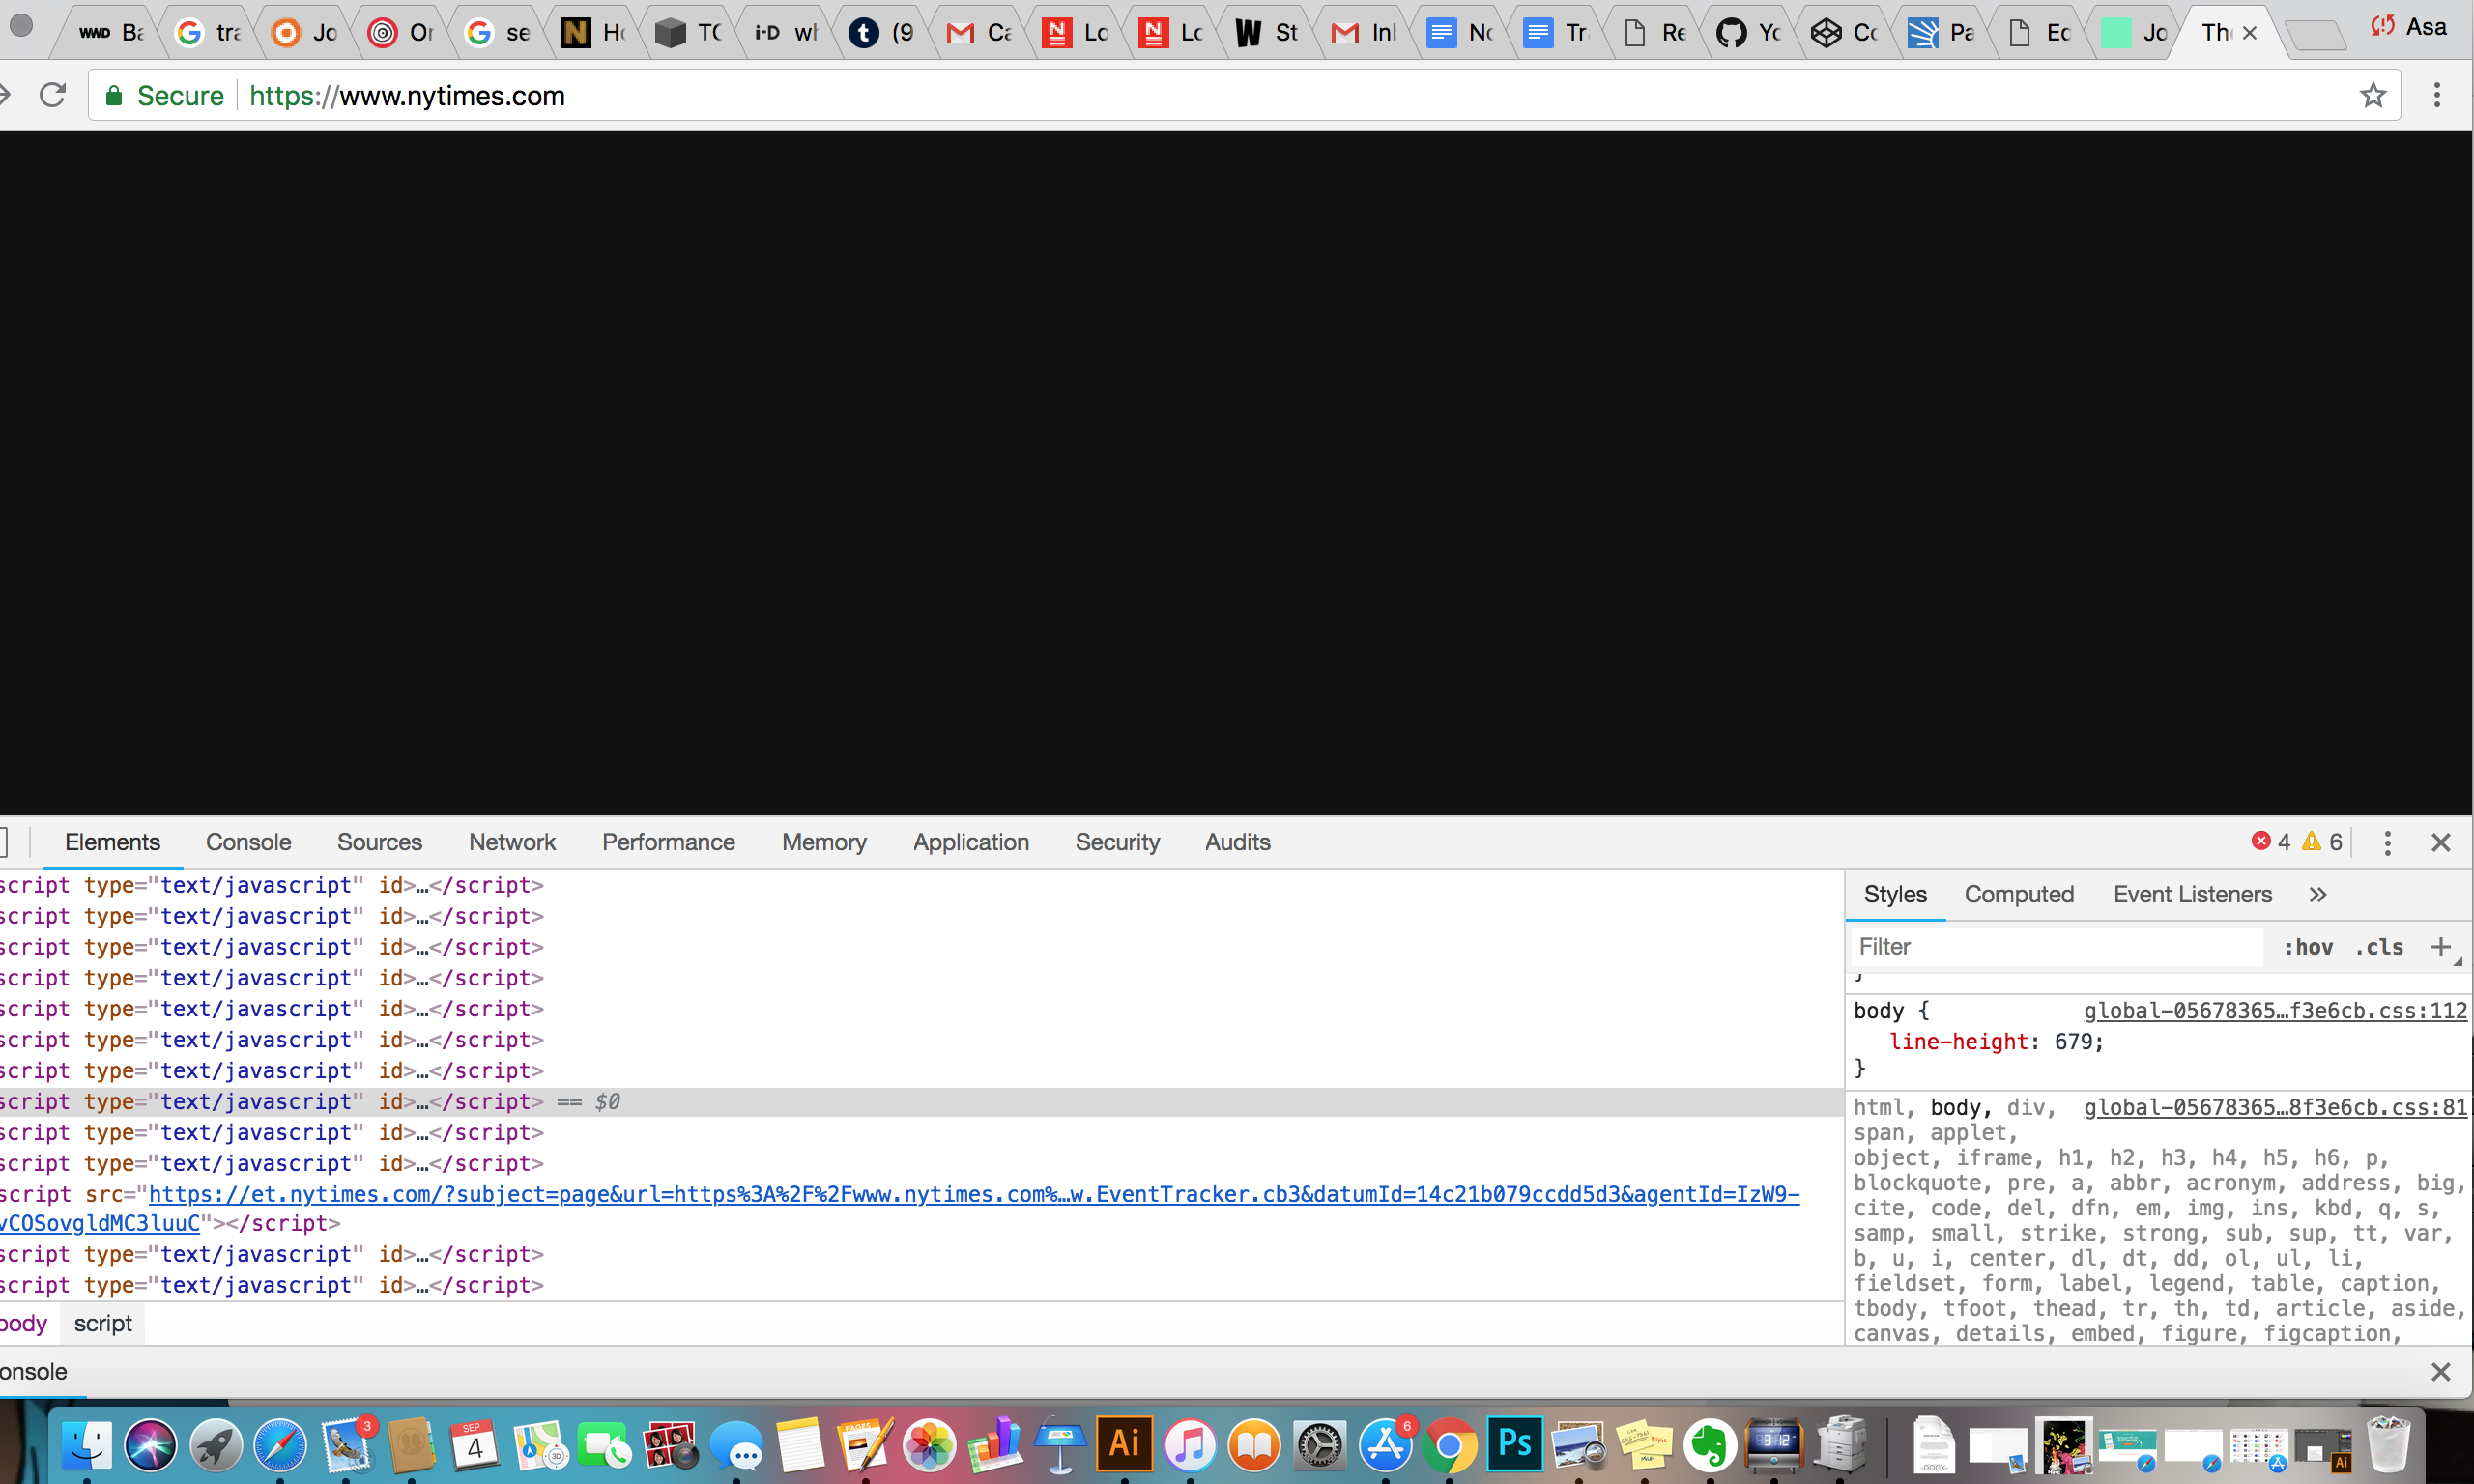 WWD Ba
tra
Jo
Or
se
Ho
TC
i-D wh
t (9
Ca
Lo
Lo
W St
Inl
No
Tr
Re
Yo
Co
Pa
Ec
Jo
The
Asa
Secure https://www.nytimes.com
Elements Console Sources Network Performance Memory Application Security Audits 4 6
script type="text/javascript" id>…</script>
script type="text/javascript" id>…</script>
script type="text/javascript" id>…</script>
script type="text/javascript" id>…</script>
script type="text/javascript" id>…</script>
script type="text/javascript" id>…</script>
script type="text/javascript" id>…</script>
script type="text/javascript" id>…</script> == $0
script type="text/javascript" id>…</script>
script type="text/javascript" id>…</script>
script src="https://et.nytimes.com/?subject=page&url=https%3A%2F%2Fwww.nytimes.com%…w.EventTracker.cb3&datumId=14c21b079ccdd5d3&agentId=IzW9-
vCOSovgldMC3luuC"></script>
script type="text/javascript" id>…</script>
script type="text/javascript" id>…</script>
body script
onsole
Styles Computed Event Listeners »
Filter :hov .cls +
}
body { global-05678365…f3e6cb.css:112
line-height: 679;
}
html, body, div, global-05678365…8f3e6cb.css:81
span, applet,
object, iframe, h1, h2, h3, h4, h5, h6, p,
blockquote, pre, a, abbr, acronym, address, big,
cite, code, del, dfn, em, img, ins, kbd, q, s,
samp, small, strike, strong, sub, sup, tt, var,
b, u, i, center, dl, dt, dd, ol, ul, li,
fieldset, form, label, legend, table, caption,
tbody, tfoot, thead, tr, th, td, article, aside,
canvas, details, embed, figure, figcaption,
3
SEP
4
3D
PAGES
Ai
6
Ps
DOCX
Ai